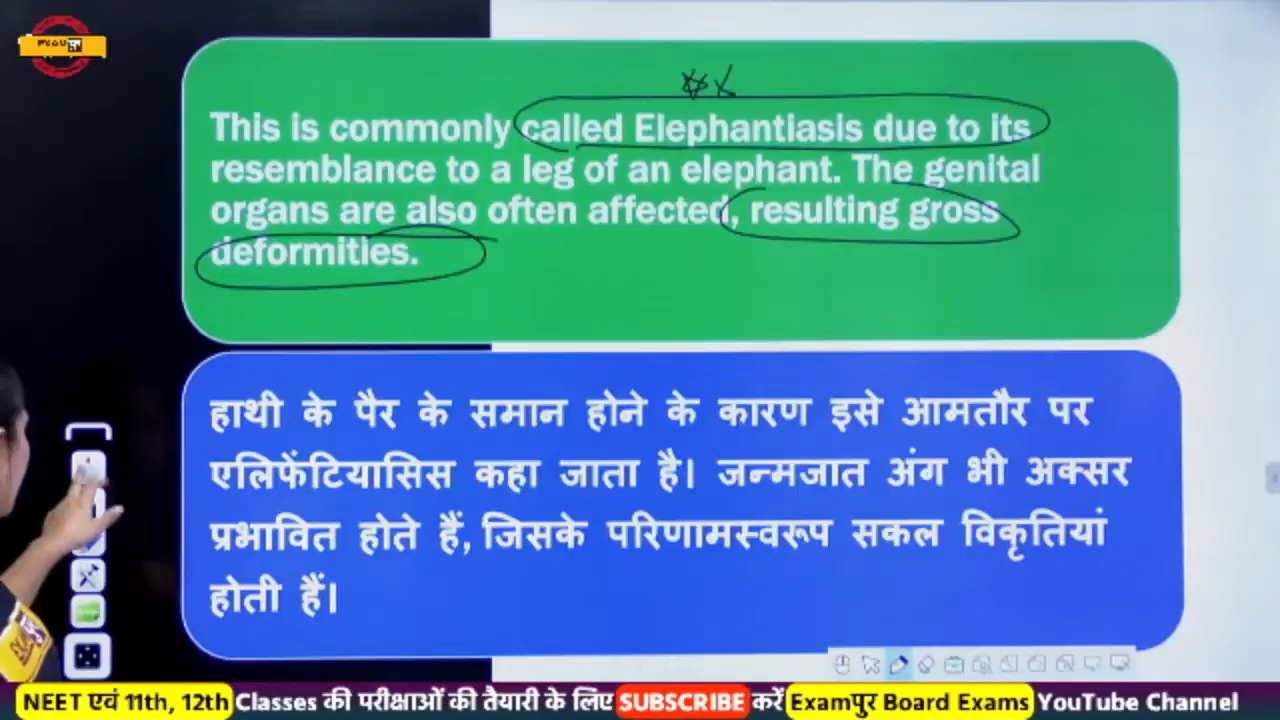 This is commonly called Elephantiasis due to its
resemblance to a leg of an elephant. The genital
organs are also often affected, resulting gross
deformities.
हाथी के पैर के समान होने के कारण इसे आमतौर पर
एलिफेंटियासिस कहा जाता है। जन्मजात अंग भी अक्सर
प्रभावित होते हैं, जिसके परिणामस्वरूप सकल विकृतियां
होती हैं।
NEET एवं 11th, 12th Classes की परीक्षाओं की तैयारी के लिए SUBSCRIBE करें Examपुर Board Exams YouTube Channel